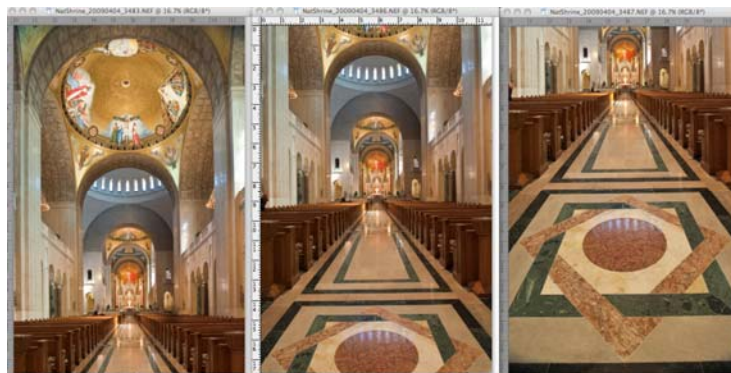 NatShrine_20090404_3483.NEF @ 16.7% (RGB/8*)
NatShrine_20090404_3486.NEF @ 16.7% (RGB/8*)
NatShrine_20090404_3487.NEF @ 16.7% (RGB/8*)